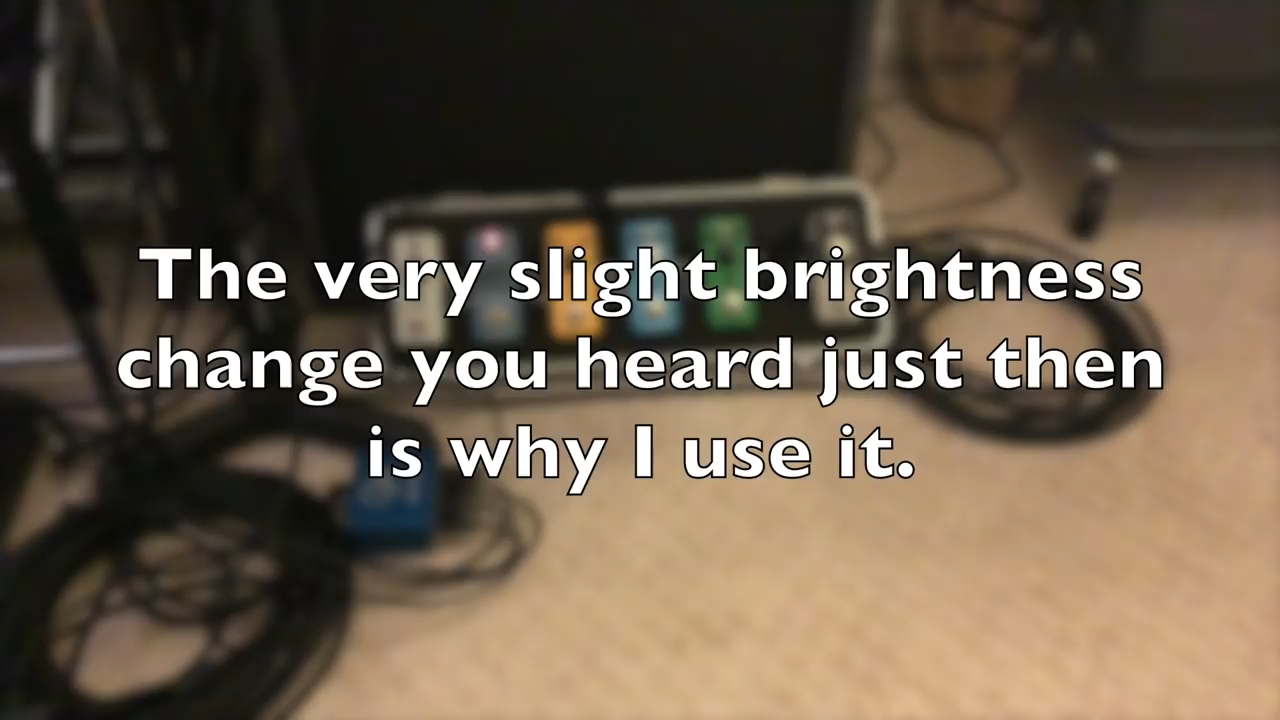 The very slight brightness
change you heard just then
is why I use it.